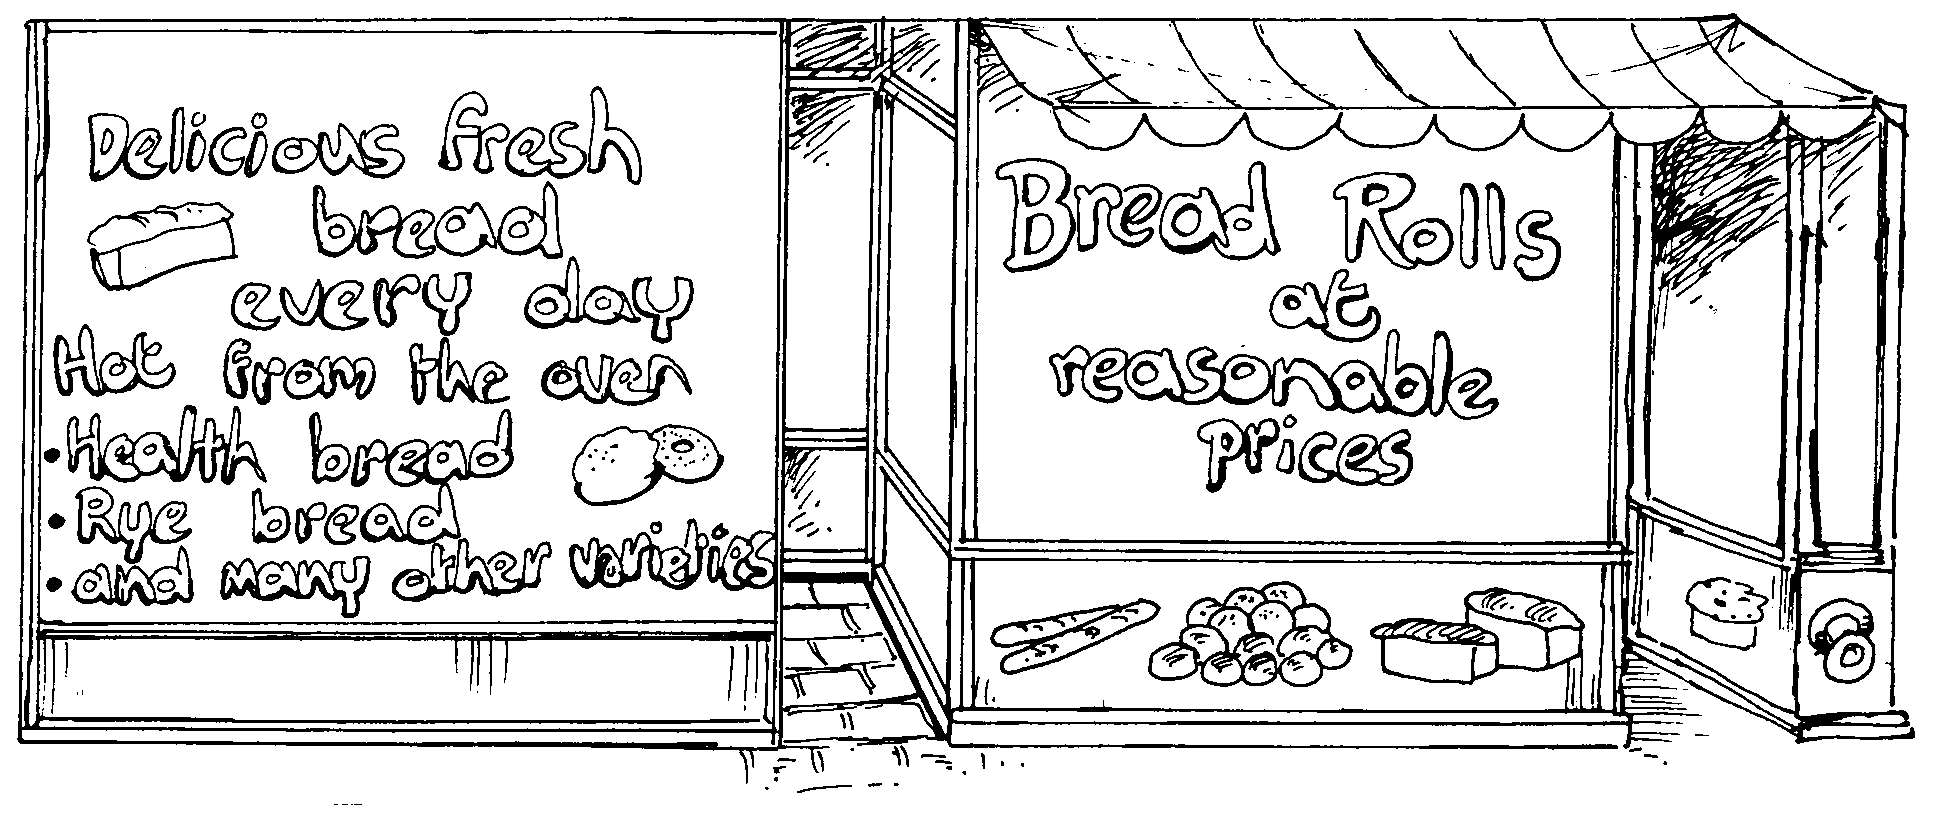 Delicious fresh
bread
every day
Hot from the oven
• Health bread
• Rye bread
• and many other varieties
Bread Rolls
at
reasonable
prices